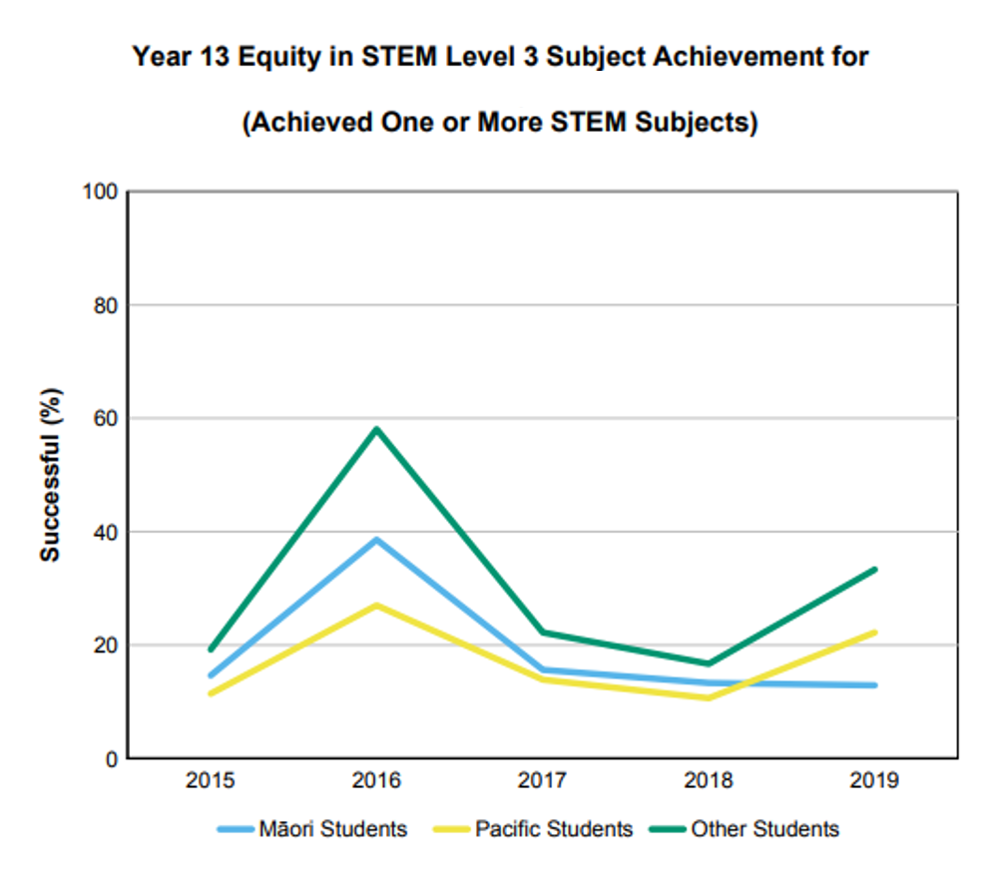 Year 13 Equity in STEM Level 3 Subject Achievement for
(Achieved One or More STEM Subjects)
100
80
60
40
20
0
Successful (%)
2015 2016 2017 2018 2019
Māori Students Pacific Students Other Students